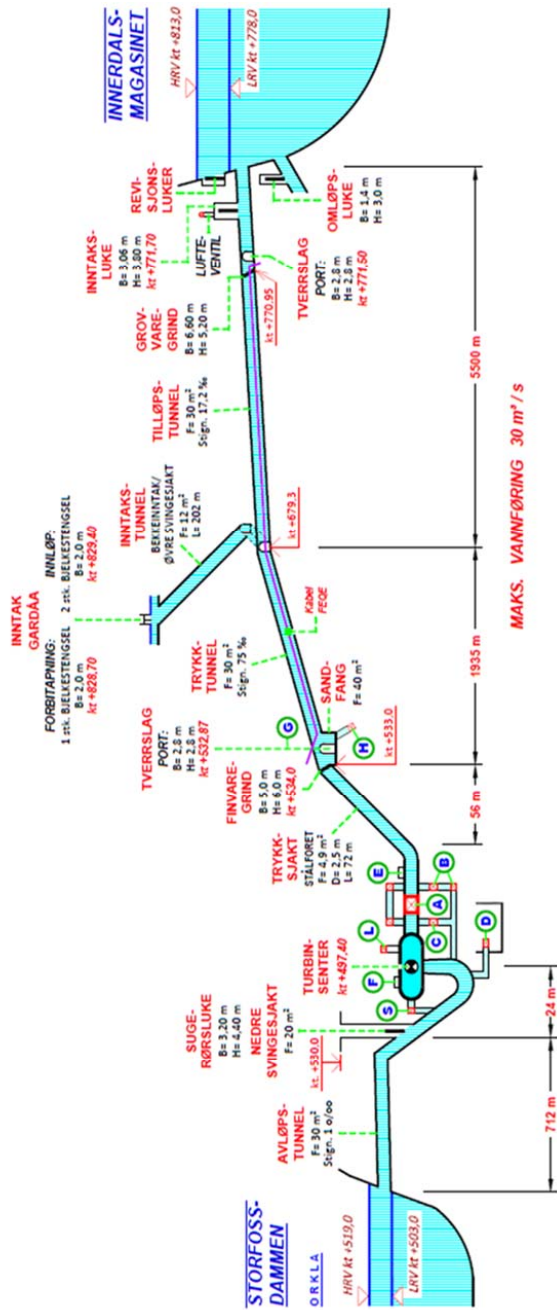 STORFOSS-
DAMMEN
ORKLA
HRV kt +519,0
LRV kt +503,0
AVLØPS-
TUNNEL
F= 30 m²
Stign. 1 o/oo
712 m
SUGE-
RØRSLUKE
B= 3,20 m
H= 4,40 m
NEDRE
SVINGESJAKT
F= 20 m²
kt. +530.0
24 m
TURBIN-
SENTER
kt +497,40
S
F
L
A
B
C
D
E
TRYKK-
SJAKT
STÅLFORET
F= 4,9 m²
D= 2,5 m
L= 72 m
56 m
FINVARE-
GRIND
B= 5,0 m
H= 6,0 m
kt +534,0
TVERRSLAG
PORT:
B= 2,8 m
H= 2,8 m
kt +532,87
G
H
SAND-
FANG
F= 40 m²
kt +533.0
TRYKK-
TUNNEL
F= 30 m²
Stign. 75 ‰
Kabel
FEOE
1935 m
INNTAK
GARDÅA
FORBITAPNING:
1 stk. BJELKESTENGSEL
B= 2,0 m
kt +828,70
INNLØP:
2 stk. BJELKESTENGSEL
B= 2,0 m
kt +829,40
INNTAKS-
TUNNEL
BEKKEINNTAK/
ØVRE SVINGESJAKT
F= 12 m²
L= 202 m
kt +679.3
TILLØPS-
TUNNEL
F= 30 m²
Stign. 17,2 ‰
GROV-
VARE-
GRIND
B= 6,60 m
H= 5,20 m
kt +770,95
INNTAKS-
LUKE
B= 3,06 m
H= 3,80 m
kt +771,70
LUFTE-
VENTIL
REVI-
SJONS-
LUKER
TVERRSLAG
PORT:
B= 2,8 m
H= 2,8 m
kt +771,50
OMLØPS-
LUKE
B= 1,4 m
H= 3,0 m
5500 m
MAKS. VANNFØRING 30 m³ / s
INNERDALS-
MAGASINET
HRV kt +813,0
LRV kt +778,0